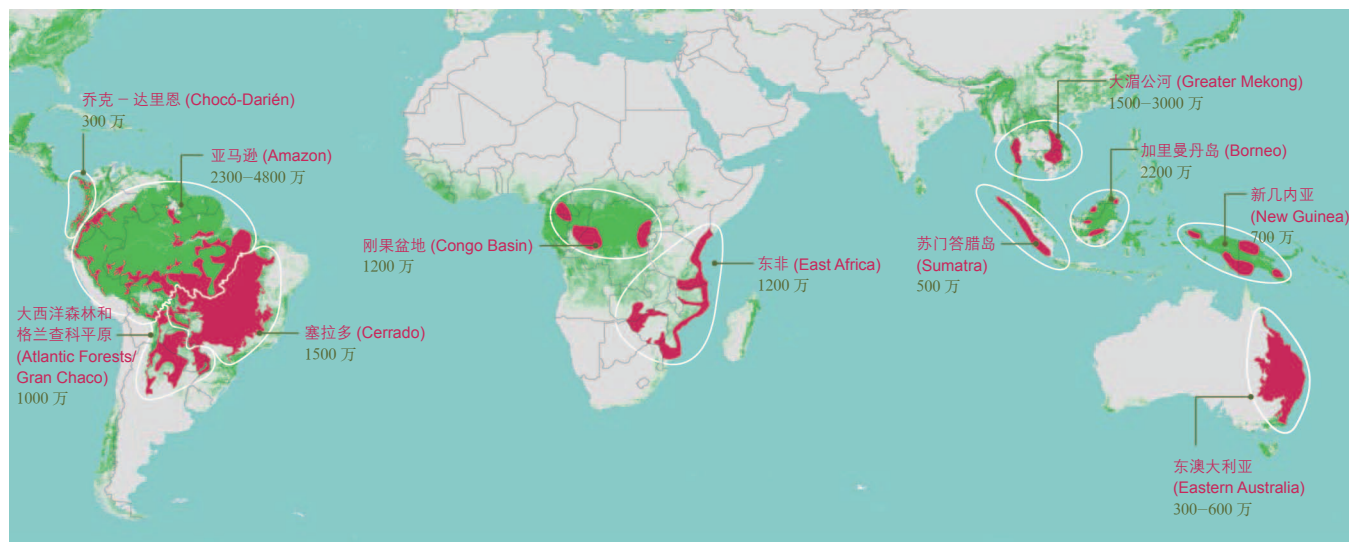 乔克－达里恩 (Chocó-Darién)
300 万
亚马逊 (Amazon)
2300−4800 万
大西洋森林和
格兰查科平原
(Atlantic Forests/
Gran Chaco)
1000 万
塞拉多 (Cerrado)
1500 万
刚果盆地 (Congo Basin)
1200 万
东非 (East Africa)
1200 万
大湄公河 (Greater Mekong)
1500−3000 万
加里曼丹岛 (Borneo)
2200 万
新几内亚
(New Guinea)
700 万
苏门答腊岛
(Sumatra)
500 万
东澳大利亚
(Eastern Australia)
300−600 万